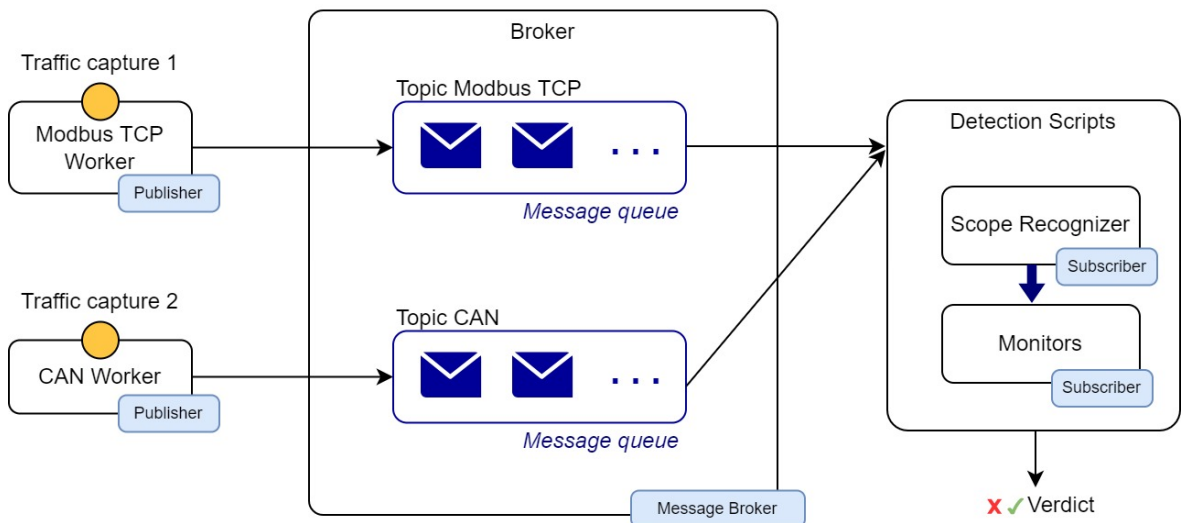 Broker
Traffic capture 1
Modbus TCP
Worker
Publisher
Topic Modbus TCP
...
Message queue
Traffic capture 2
CAN Worker
Publisher
Topic CAN
...
Message queue
Message Broker
Detection Scripts
Scope Recognizer
Subscriber
Monitors
Subscriber
x ✓ Verdict